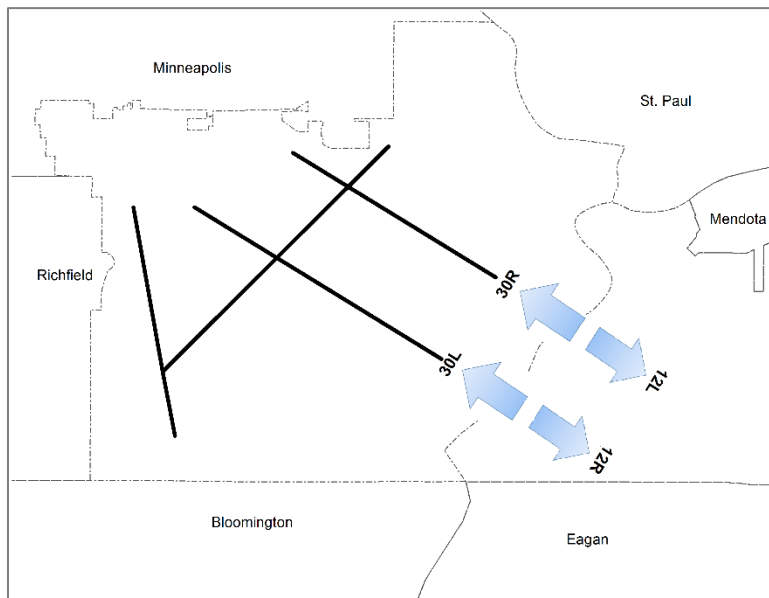 Minneapolis
St. Paul
Mendota
Richfield
30R
30L
12L
12R
Bloomington
Eagan